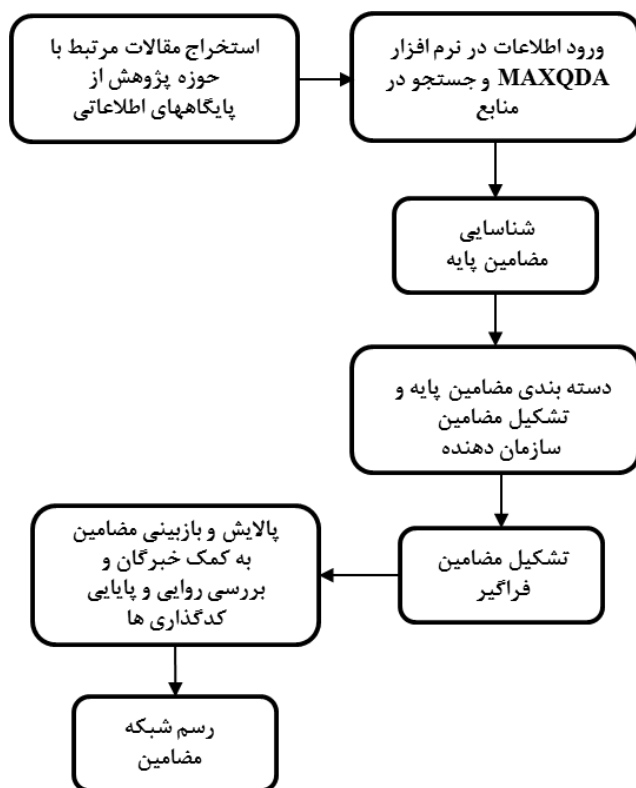 استخراج مقالات مرتبط با
حوزه پژوهش از
پایگاههای اطلاعاتی
ورود اطلاعات در نرم افزار
MAXQDA و جستجو در
منابع
شناسایی
مضامین پایه
دسته بندی مضامین پایه و
تشکیل مضامین
سازمان دهنده
تشکیل مضامین
فراگیر
پالایش و بازبینی مضامین
به کمک خبرگان و
بررسی روایی و پایایی
کدگذاری ها
رسم شبکه
مضامین